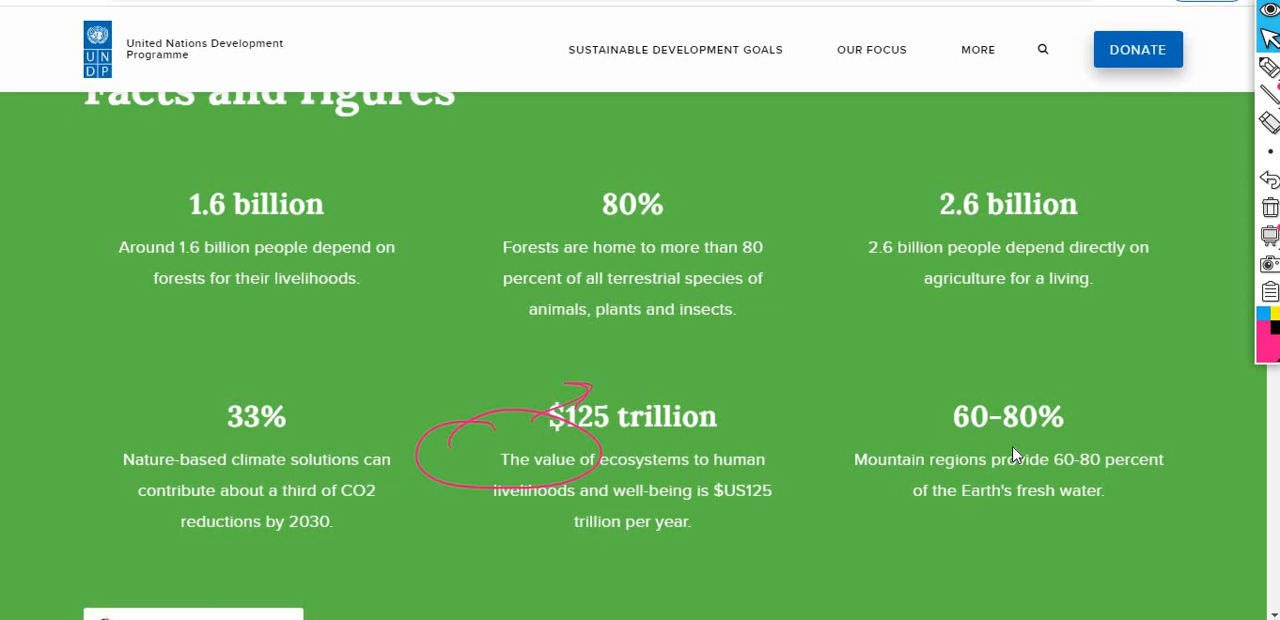 United Nations Development
Programme
U N
D P
SUSTAINABLE DEVELOPMENT GOALS
OUR FOCUS
MORE
DONATE
Facts and figures
1.6 billion
Around 1.6 billion people depend on
forests for their livelihoods.
80%
Forests are home to more than 80
percent of all terrestrial species of
animals, plants and insects.
2.6 billion
2.6 billion people depend directly on
agriculture for a living.
33%
Nature-based climate solutions can
contribute about a third of CO2
reductions by 2030.
$125 trillion
The value of ecosystems to human
livelihoods and well-being is $US125
trillion per year.
60-80%
Mountain regions provide 60-80 percent
of the Earth's fresh water.